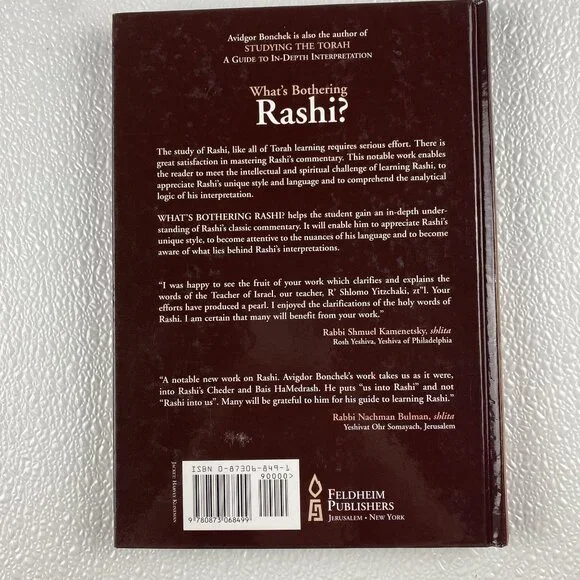 Avidgor Bonchek is also the author of
STUDYING THE TORAH
A GUIDE TO IN-DEPTH INTERPRETATION
What's Bothering
Rashi?
The study of Rashi, like all of Torah learning requires serious effort. There is
great satisfaction in mastering Rashi's commentary. This notable work enables
the reader to meet the intellectual and spiritual challenge of learning Rashi, to
appreciate Rashi's unique style and language and to comprehend the analytical
logic of his interpretation.
WHAT'S BOTHERING RASHI? helps the student gain an in-depth under-
standing of Rashi's classic commentary. It will enable him to appreciate Rashi's
unique style, to become attentive to the nuances of his language and to become
aware of what lies behind Rashi's interpretations.
"I was happy to see the fruit of your work which clarifies and explains the
words of the Teacher of Israel, our teacher, R' Shlomo Yitzchaki, zt"l. Your
efforts have produced a pearl. I enjoyed the clarifications of the holy words of
Rashi. I am certain that many will benefit from your work."
Rabbi Shmuel Kamenetsky, shlita
Rosh Yeshiva, Yeshiva of Philadelphia
"A notable new work on Rashi. Avigdor Bonchek's work takes us as it were,
into Rashi's Cheder and Bais HaMedrash. He puts "us into Rashi" and not
"Rashi into us". Many will be grateful to him for his guide to learning Rashi."
Rabbi Nachman Bulman, shlita
Yeshivat Ohr Somayach, Jerusalem
ISBN 0-87306-849-1
90000>
9 780873 068499
FELDHEIM
PUBLISHERS
JERUSALEM • NEW YORK